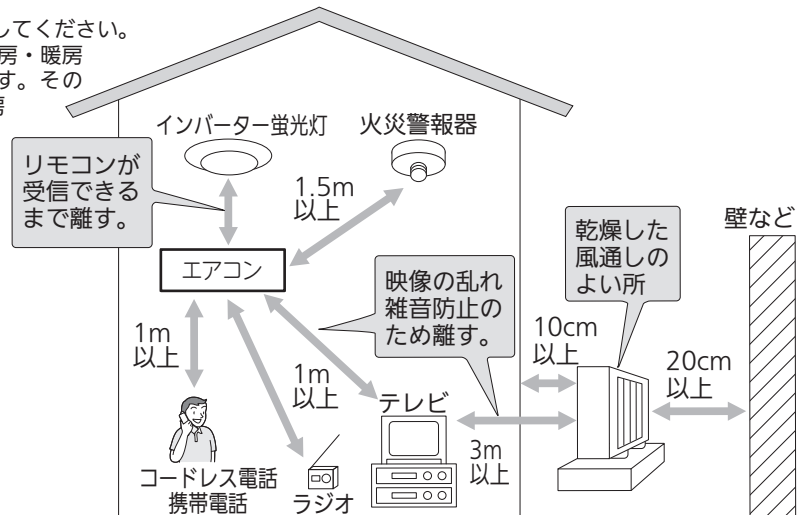 してください。
房・暖房
す。その
インバーター蛍光灯
火災警報器
リモコンが
受信できる
まで離す。
1.5m
以上
エアコン
映像の乱れ
雑音防止の
ため離す。
乾燥した
風通しの
よい所
壁など
1m
以上
1m
以上
10cm
以上
20cm
以上
テレビ
3m
以上
コードレス電話
携帯電話
ラジオ